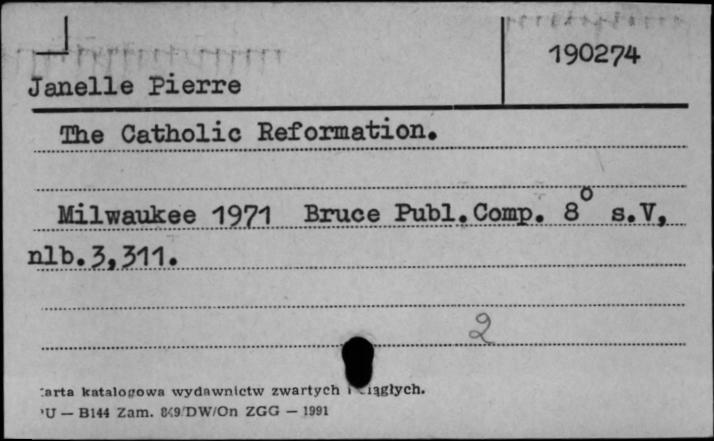 190274
Janelle Pierre
The Catholic Reformation.
Milwaukee 1971 Bruce Publ.Comp. 8° s.V,
nlb.3,311.
2
arta katalogowa wydawnictw zwartych i ciągłych.
U — B144 Zam. 849/DW/On ZGG — 1991